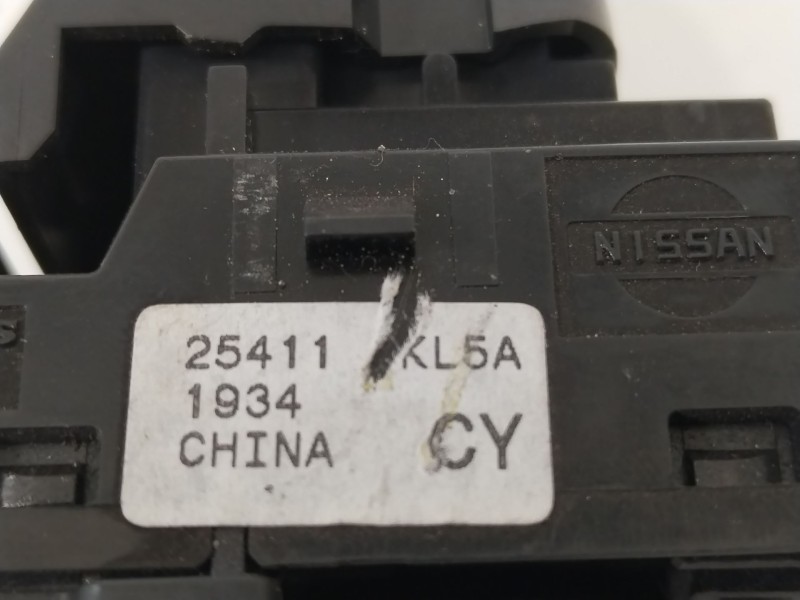 NISSAN
25411 KL5A
1934
CHINA CY